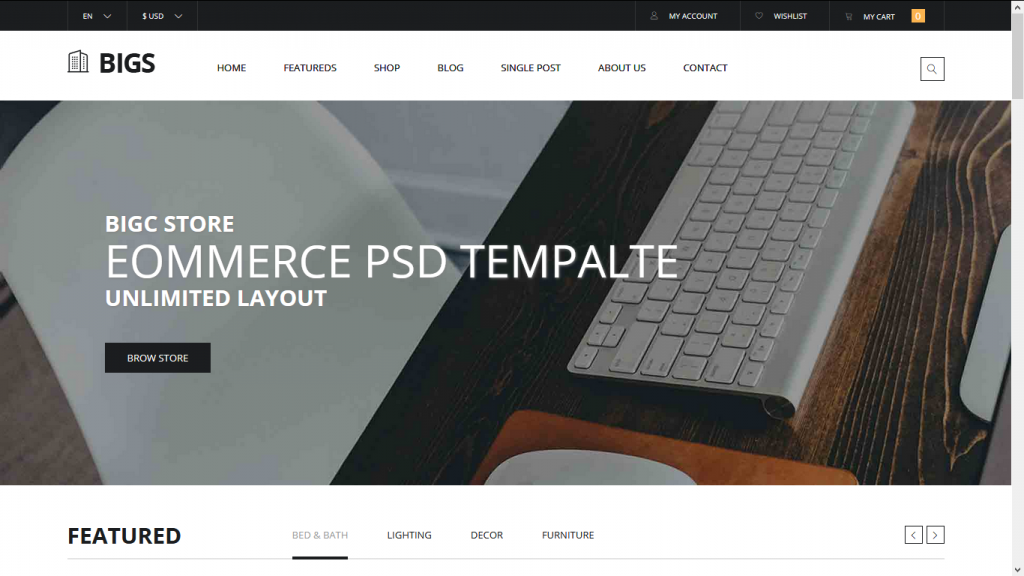 EN $ USD MY ACCOUNT WISHLIST MY CART 0
BIGS HOME FEATUREDS SHOP BLOG SINGLE POST ABOUT US CONTACT
BIGC STORE
EOMMERCE PSD TEMPALTE
UNLIMITED LAYOUT
BROW STORE
FEATURED BED & BATH LIGHTING DECOR FURNITURE